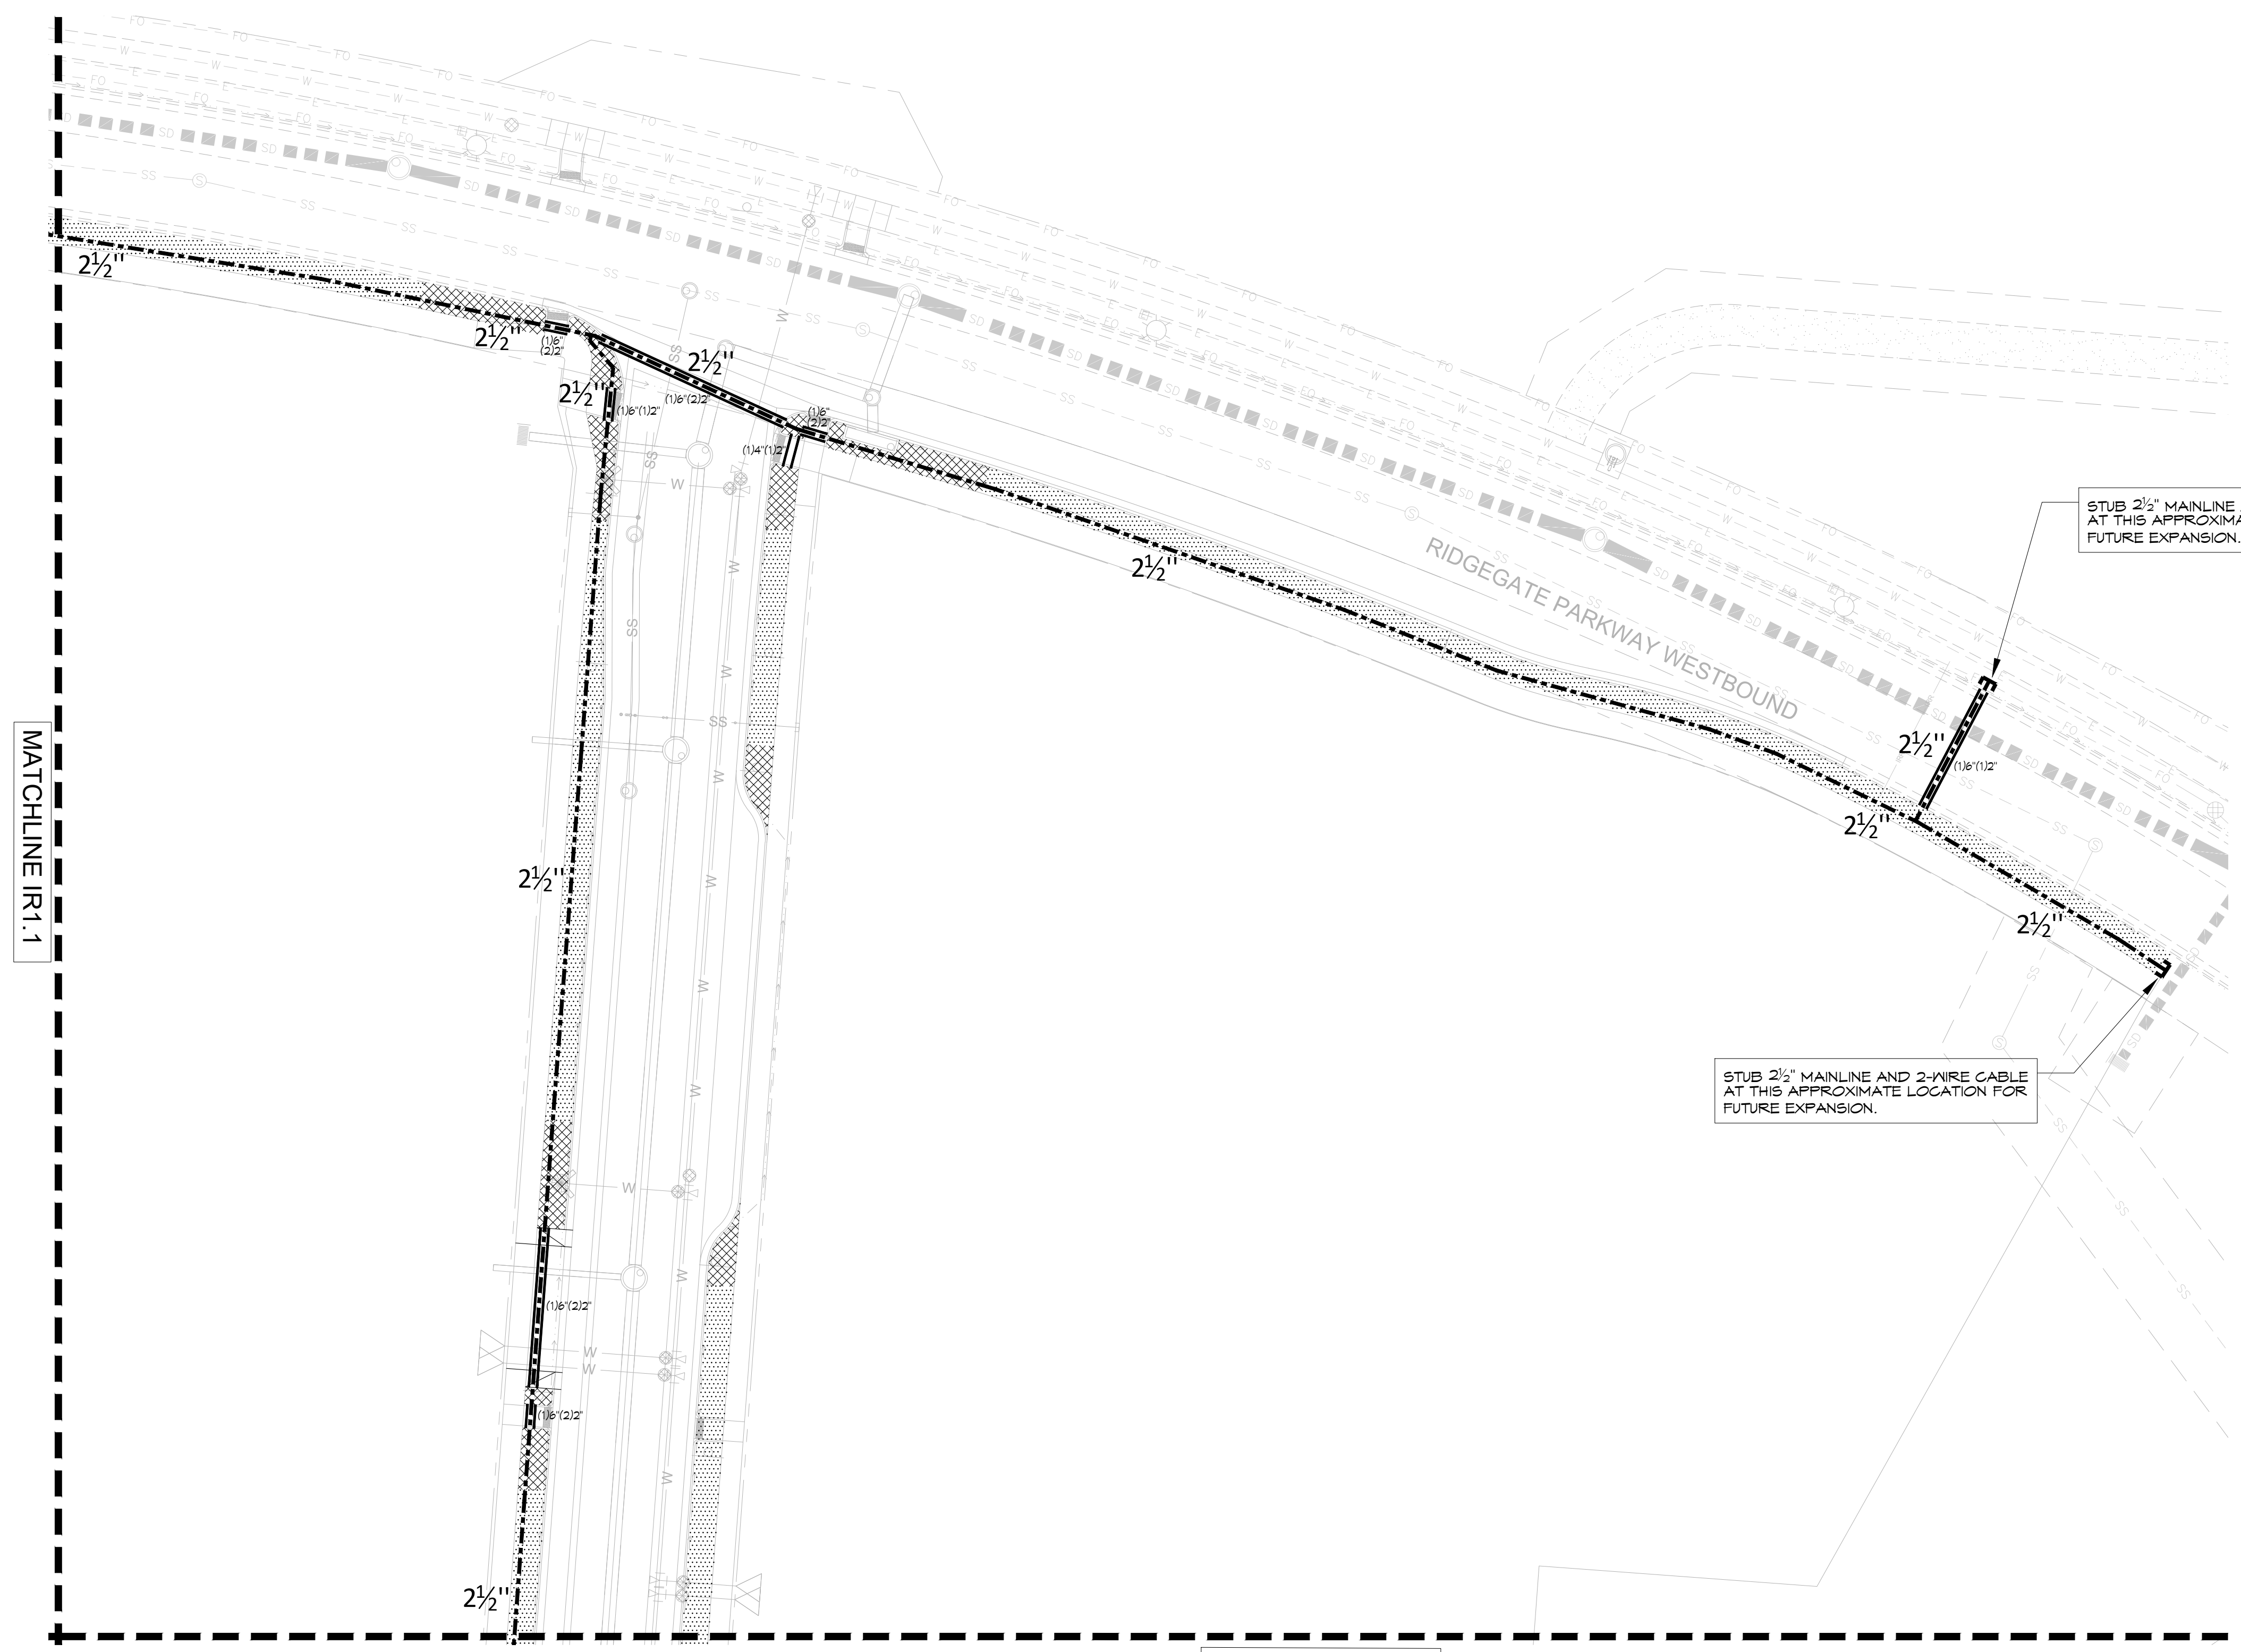 2½"
2½"
(1)6"
(2)2"
2½"
2½"
(1)6"(1)2"
(1)6"(2)2"
(1)6"
(2)2"
(1)4"(1)2"
2½"
RIDGEGATE PARKWAY WESTBOUND
STUB 2½" MAINLINE
AT THIS
FUTURE EXPANSION.
2½"
(1)6"(1)2"
2½"
2½"
MATCHLINE IR1.1
2½"
STUB 2½" MAINLINE AND 2-WIRE CABLE
AT THIS APPROXIMATE LOCATION FOR
FUTURE EXPANSION.
(1)6"(2)2"
(1)6"(2)2"
2½"
FO
W
E
SD
SS
S